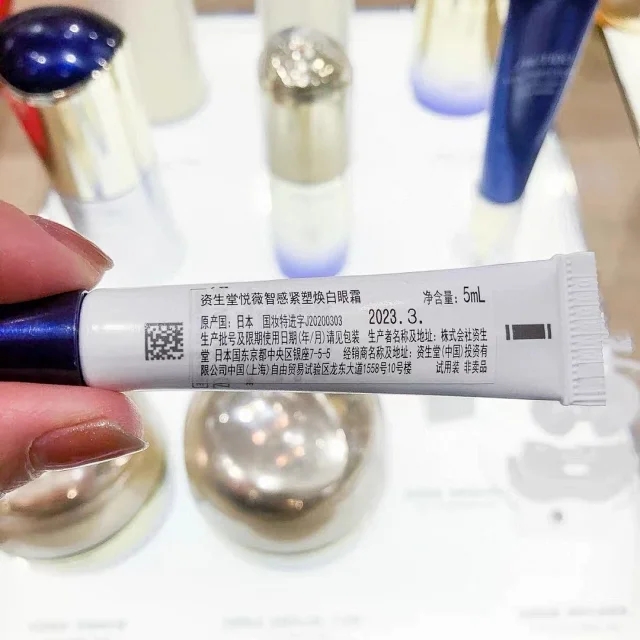 资生堂悦薇智感紧塑焕白眼霜 净含量: 5mL
原产国: 日本 国妆特进字J20200303 2023. 3.
生产批号及限期使用日期(年/月)请见包装 生产者名称及地址: 株式会社资生
堂 日本国东京都中央区银座7-5-5 经销商名称及地址: 资生堂(中国)投资有
限公司中国(上海)自由贸易试验区龙东大道1558号10号楼 试用装 非卖品